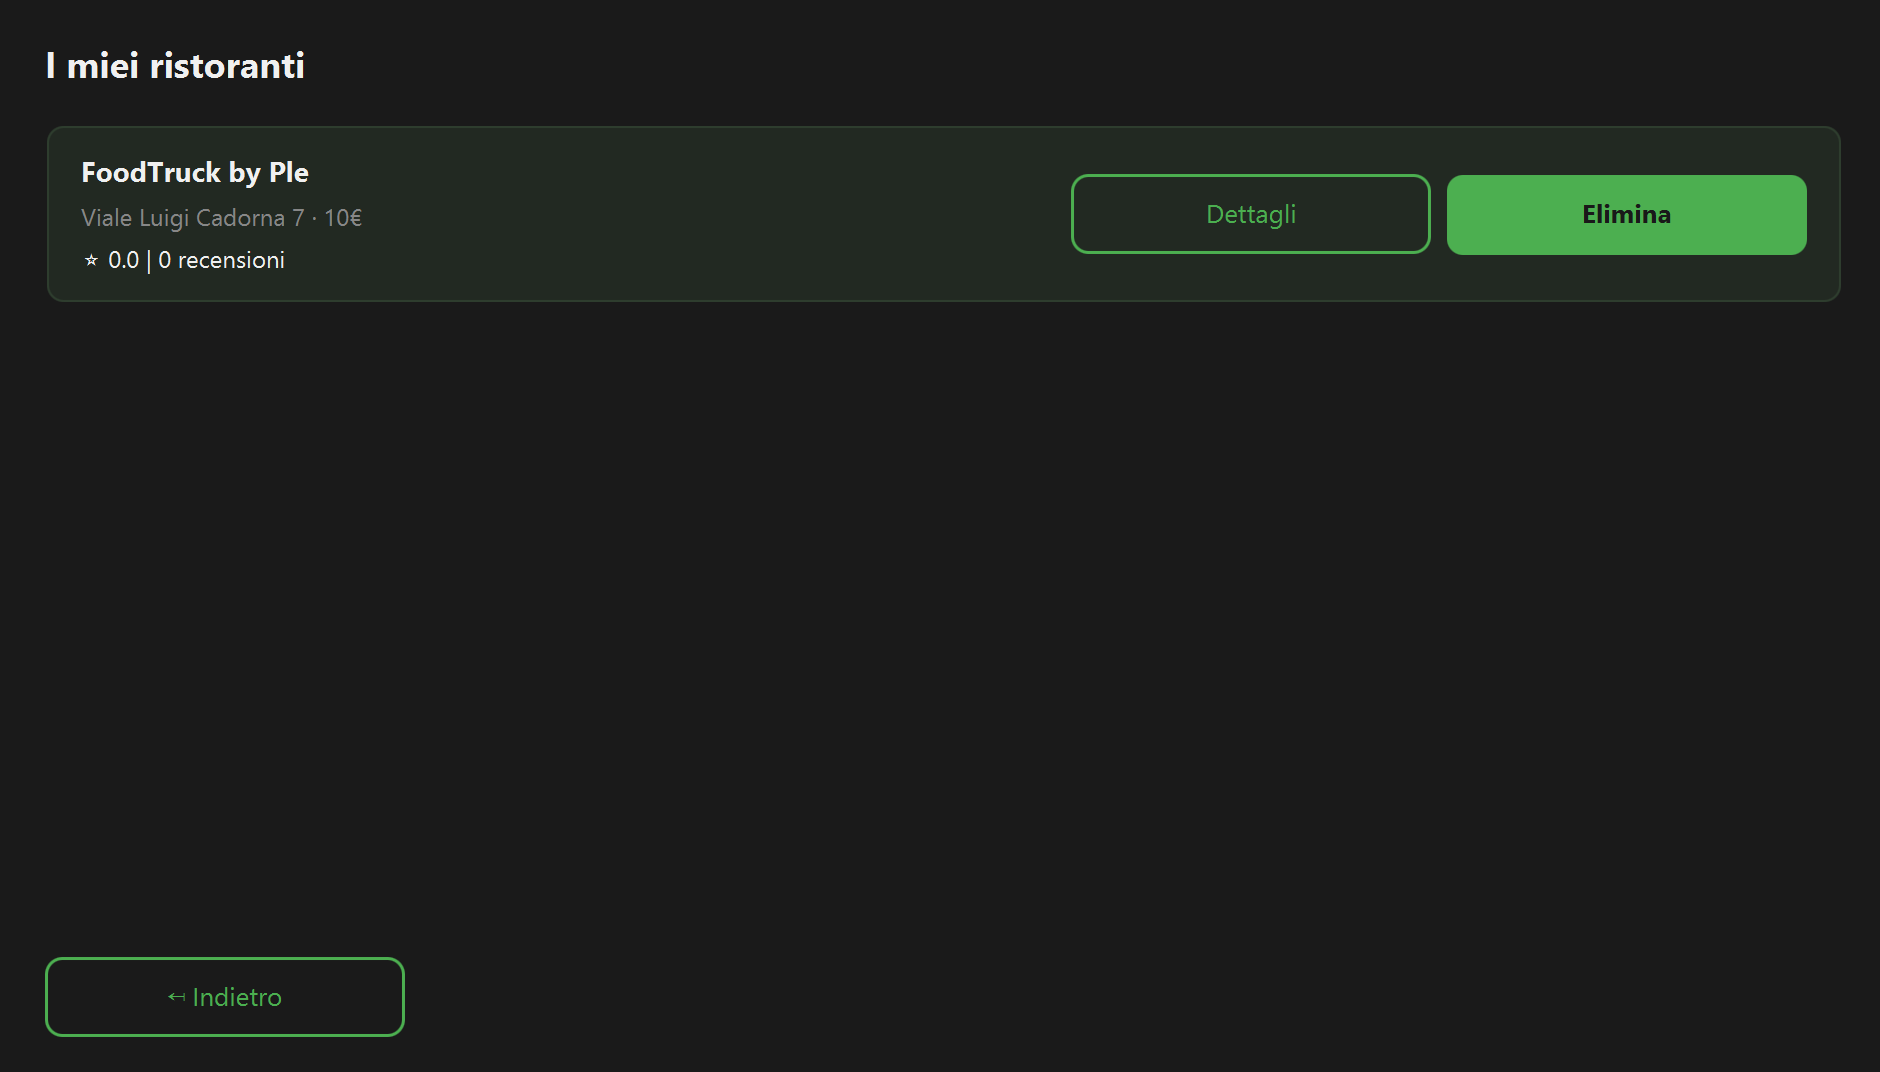 I miei ristoranti
FoodTruck by Ple
Viale Luigi Cadorna 7 · 10€
⭐ 0.0 | 0 recensioni
Dettagli
Elimina
↤ Indietro